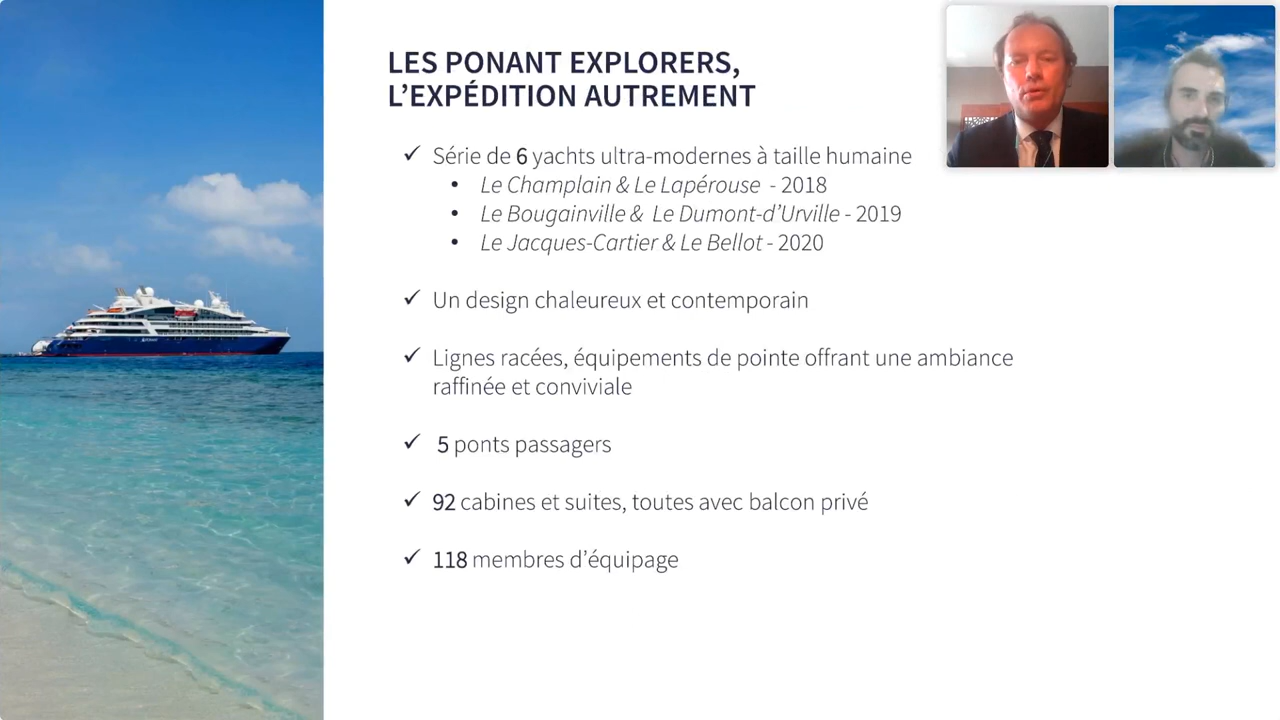 LES PONANT EXPLORERS,
L’EXPÉDITION AUTREMENT
✓ Série de 6 yachts ultra-modernes à taille humaine
• Le Champlain & Le Lapérouse - 2018
• Le Bougainville & Le Dumont-d’Urville - 2019
• Le Jacques-Cartier & Le Bellot - 2020
✓ Un design chaleureux et contemporain
✓ Lignes racées, équipements de pointe offrant une ambiance
raffinée et conviviale
✓ 5 ponts passagers
✓ 92 cabines et suites, toutes avec balcon privé
✓ 118 membres d’équipage